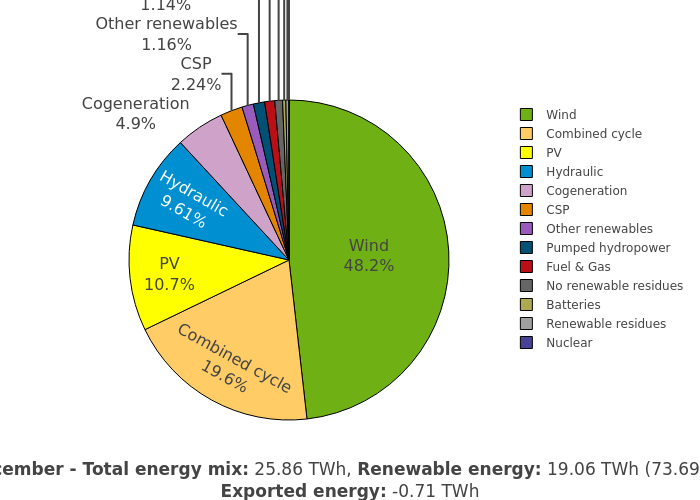 1.14%
Other renewables
1.16%
CSP
2.24%
Cogeneration
4.9%
Hydraulic
9.61%
PV
10.7%
Combined cycle
19.6%
Wind
48.2%
Wind
Combined cycle
PV
Hydraulic
Cogeneration
CSP
Other renewables
Pumped hydropower
Fuel & Gas
No renewable residues
Batteries
Renewable residues
Nuclear
cember - Total energy mix: 25.86 TWh, Renewable energy: 19.06 TWh (73.69
Exported energy: -0.71 TWh